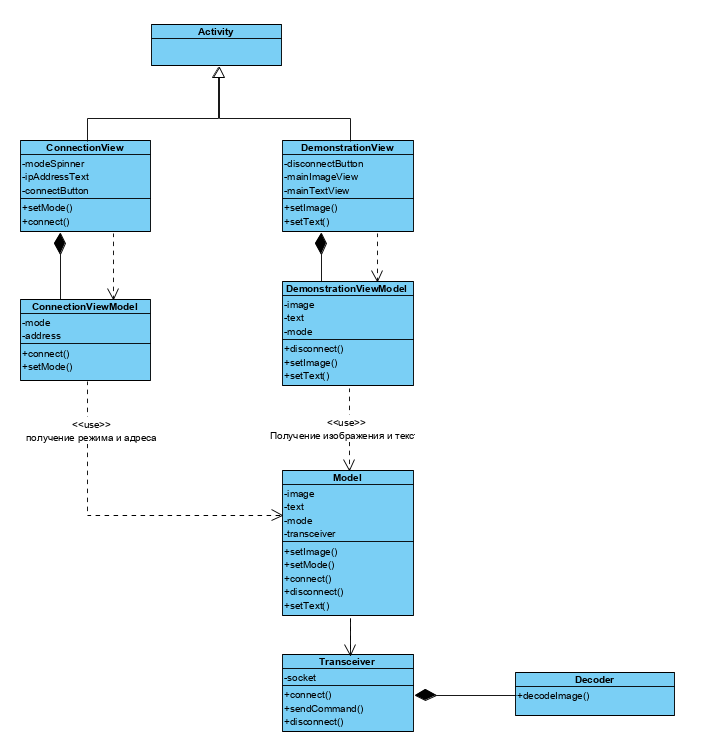 Activity
ConnectionView
-modeSpinner
-ipAddressText
-connectButton
+setMode()
+connect()
DemonstrationView
-disconnectButton
-mainImageView
-mainTextView
+setImage()
+setText()
ConnectionViewModel
-mode
-address
+connect()
+setMode()
DemonstrationViewModel
-image
-text
-mode
+disconnect()
+setImage()
+setText()
<<use>>
получение режима и адреса
<<use>>
Получение изображения и текс
Model
-image
-text
-mode
-transceiver
+setImage()
+setMode()
+connect()
+disconnect()
+setText()
Transceiver
-socket
+connect()
+sendCommand()
+disconnect()
Decoder
+decodeImage()